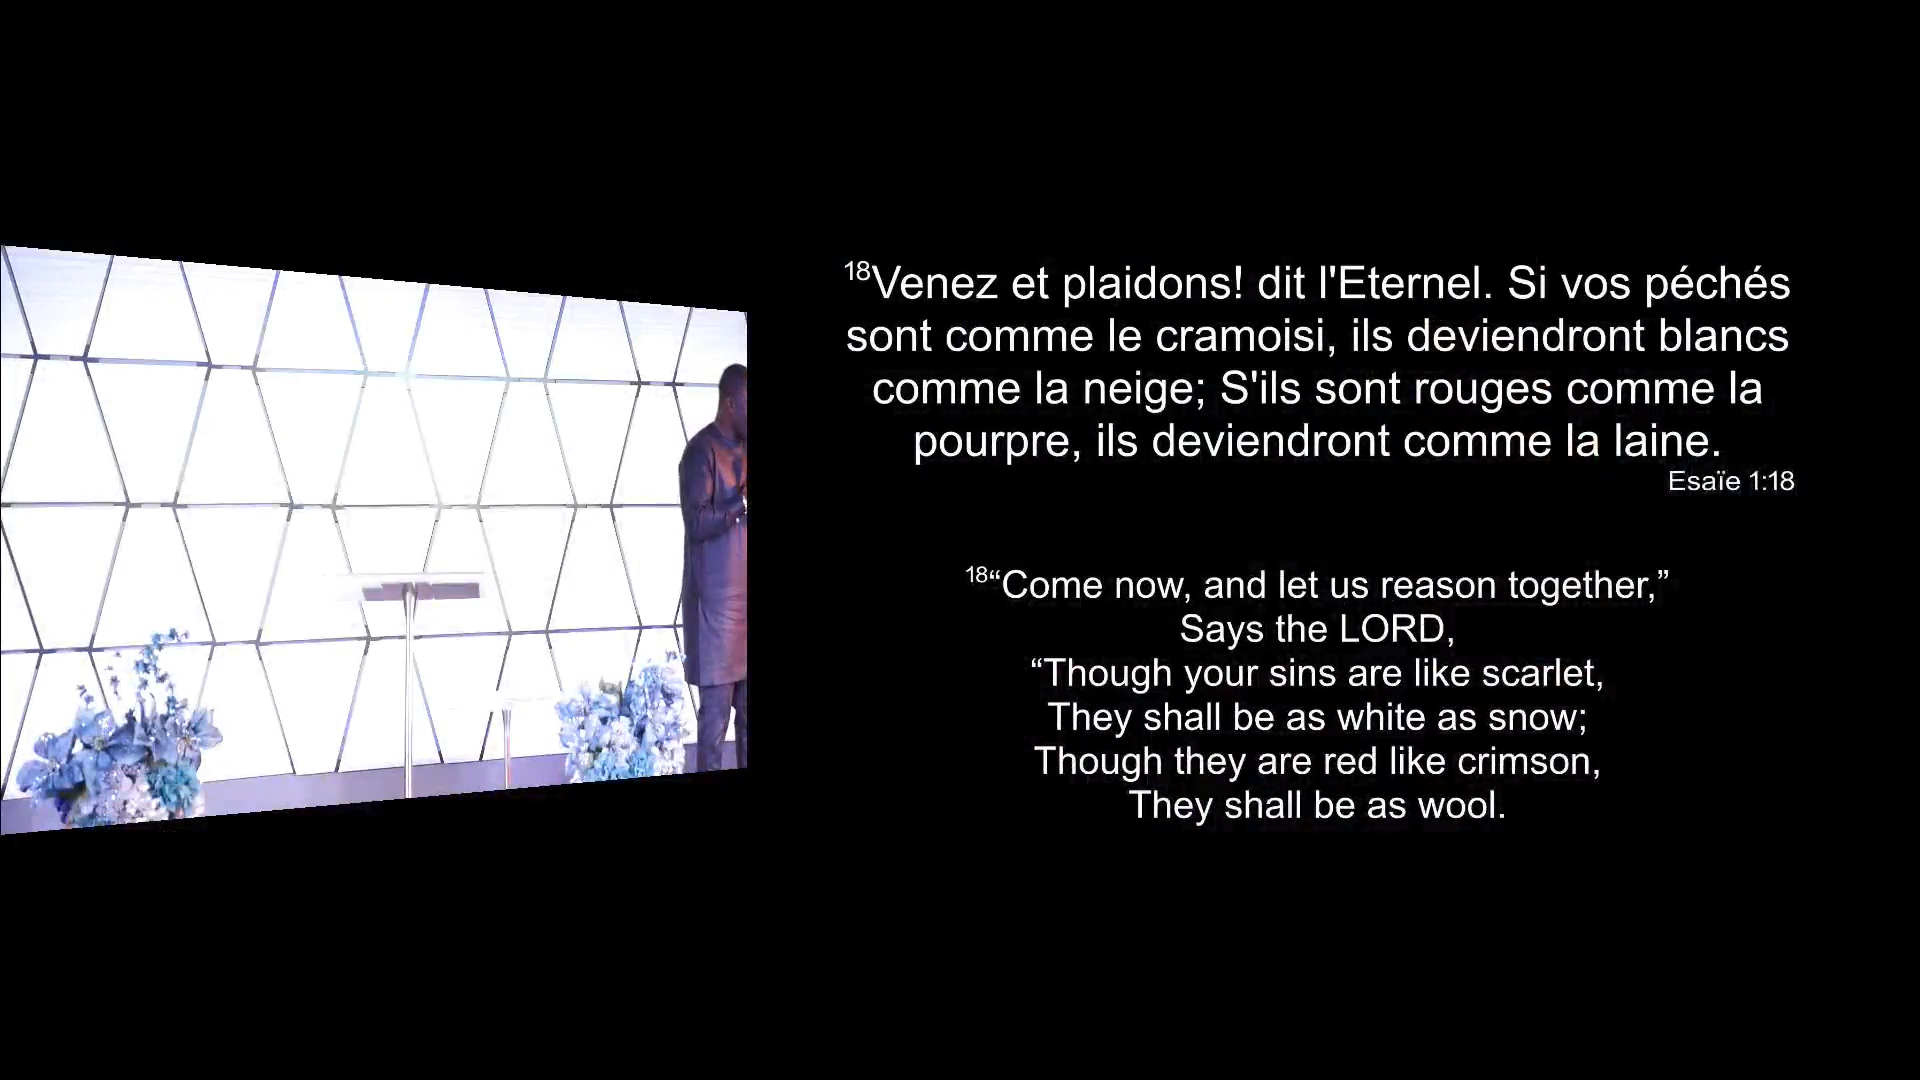 18Venez et plaidons! dit l'Eternel. Si vos péchés
sont comme le cramoisi, ils deviendront blancs
comme la neige; S'ils sont rouges comme la
pourpre, ils deviendront comme la laine.
Esaïe 1:18
18“Come now, and let us reason together,”
Says the LORD,
“Though your sins are like scarlet,
They shall be as white as snow;
Though they are red like crimson,
They shall be as wool.